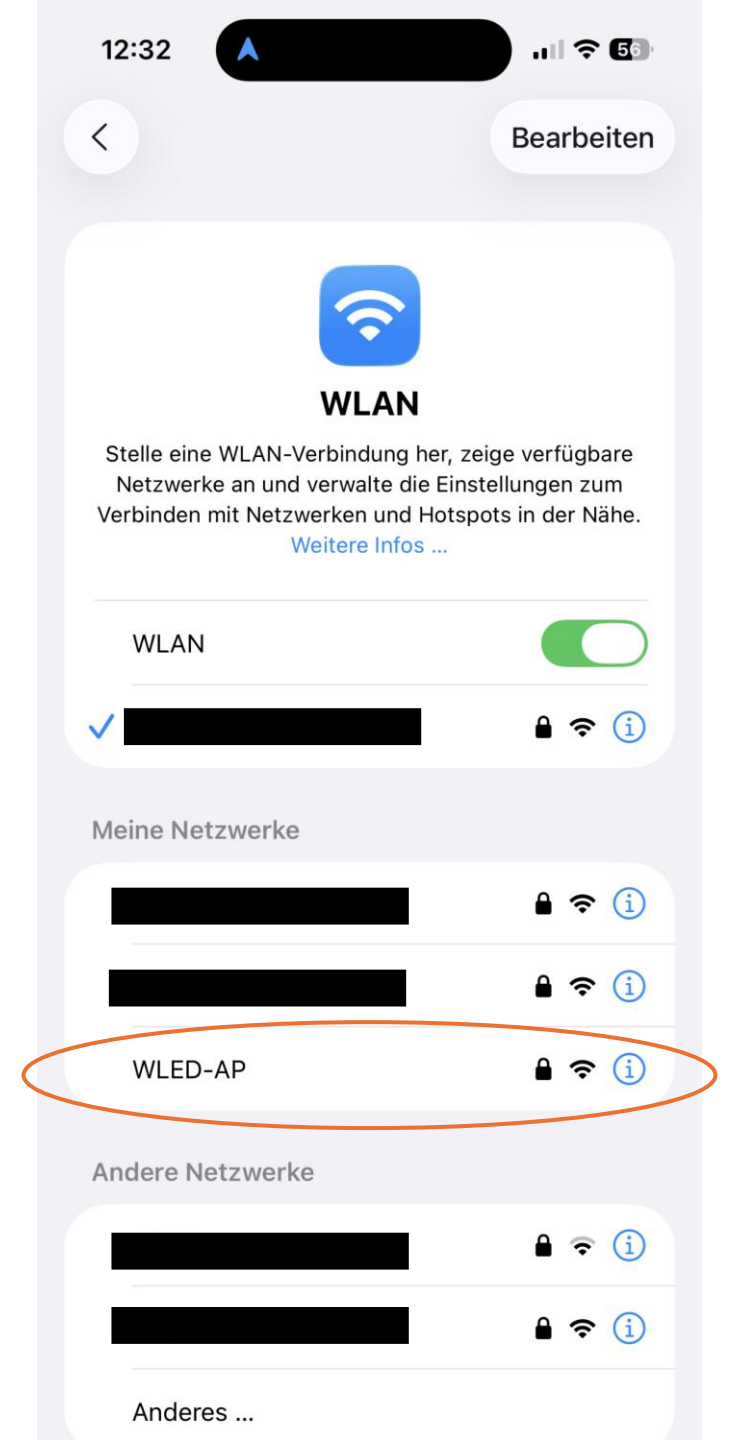 12:32
56
Bearbeiten
WLAN
Stelle eine WLAN-Verbindung her, zeige verfügbare
Netzwerke an und verwalte die Einstellungen zum
Verbinden mit Netzwerken und Hotspots in der Nähe.
Weitere Infos ...
WLAN
Meine Netzwerke
WLED-AP
Andere Netzwerke
Anderes ...